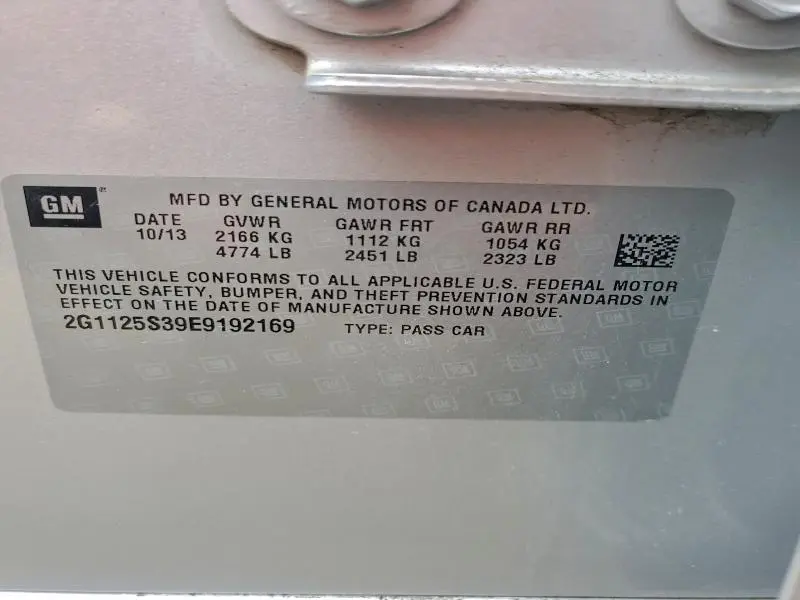 GM MFD BY GENERAL MOTORS OF CANADA LTD.
DATE GVWR GAWR FRT GAWR RR
10/13 2166 KG 1112 KG 1054 KG
4774 LB 2451 LB 2323 LB
THIS VEHICLE CONFORMS TO ALL APPLICABLE U.S. FEDERAL MOTOR
VEHICLE SAFETY, BUMPER, AND THEFT PREVENTION STANDARDS IN
EFFECT ON THE DATE OF MANUFACTURE SHOWN ABOVE.
2G1125S39E9192169 TYPE: PASS CAR